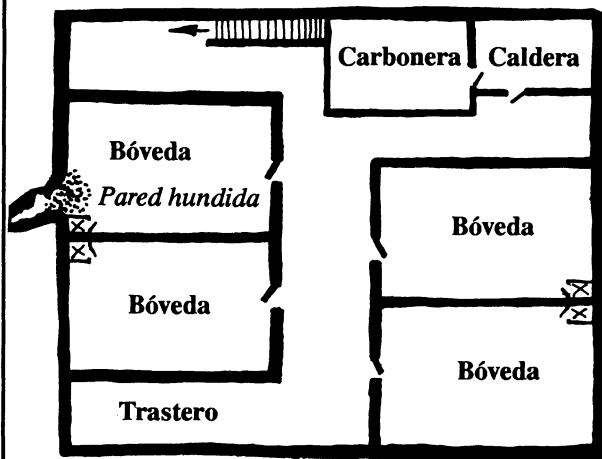 Carbonera
Caldera
Bóveda
Pared hundida
Bóveda
Bóveda
Bóveda
Trastero